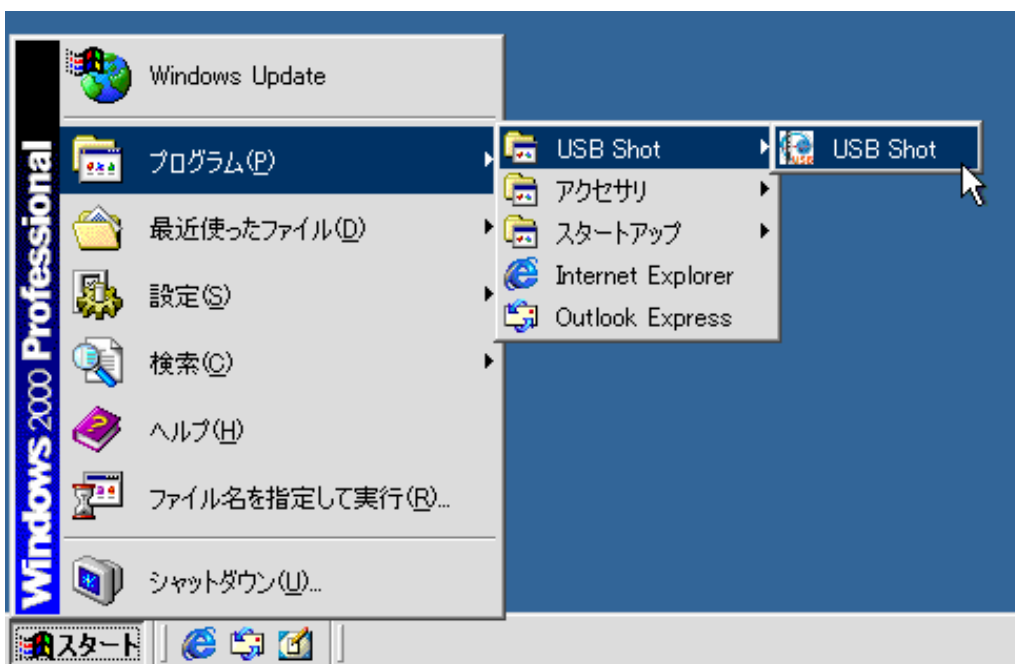 Windows 2000 Professional
Windows Update
プログラム(P)
最近使ったファイル(D)
設定(S)
検索(C)
ヘルプ(H)
ファイル名を指定して実行(R)...
シャットダウン(U)...
USB Shot
アクセサリ
スタートアップ
Internet Explorer
Outlook Express
USB Shot
スタート